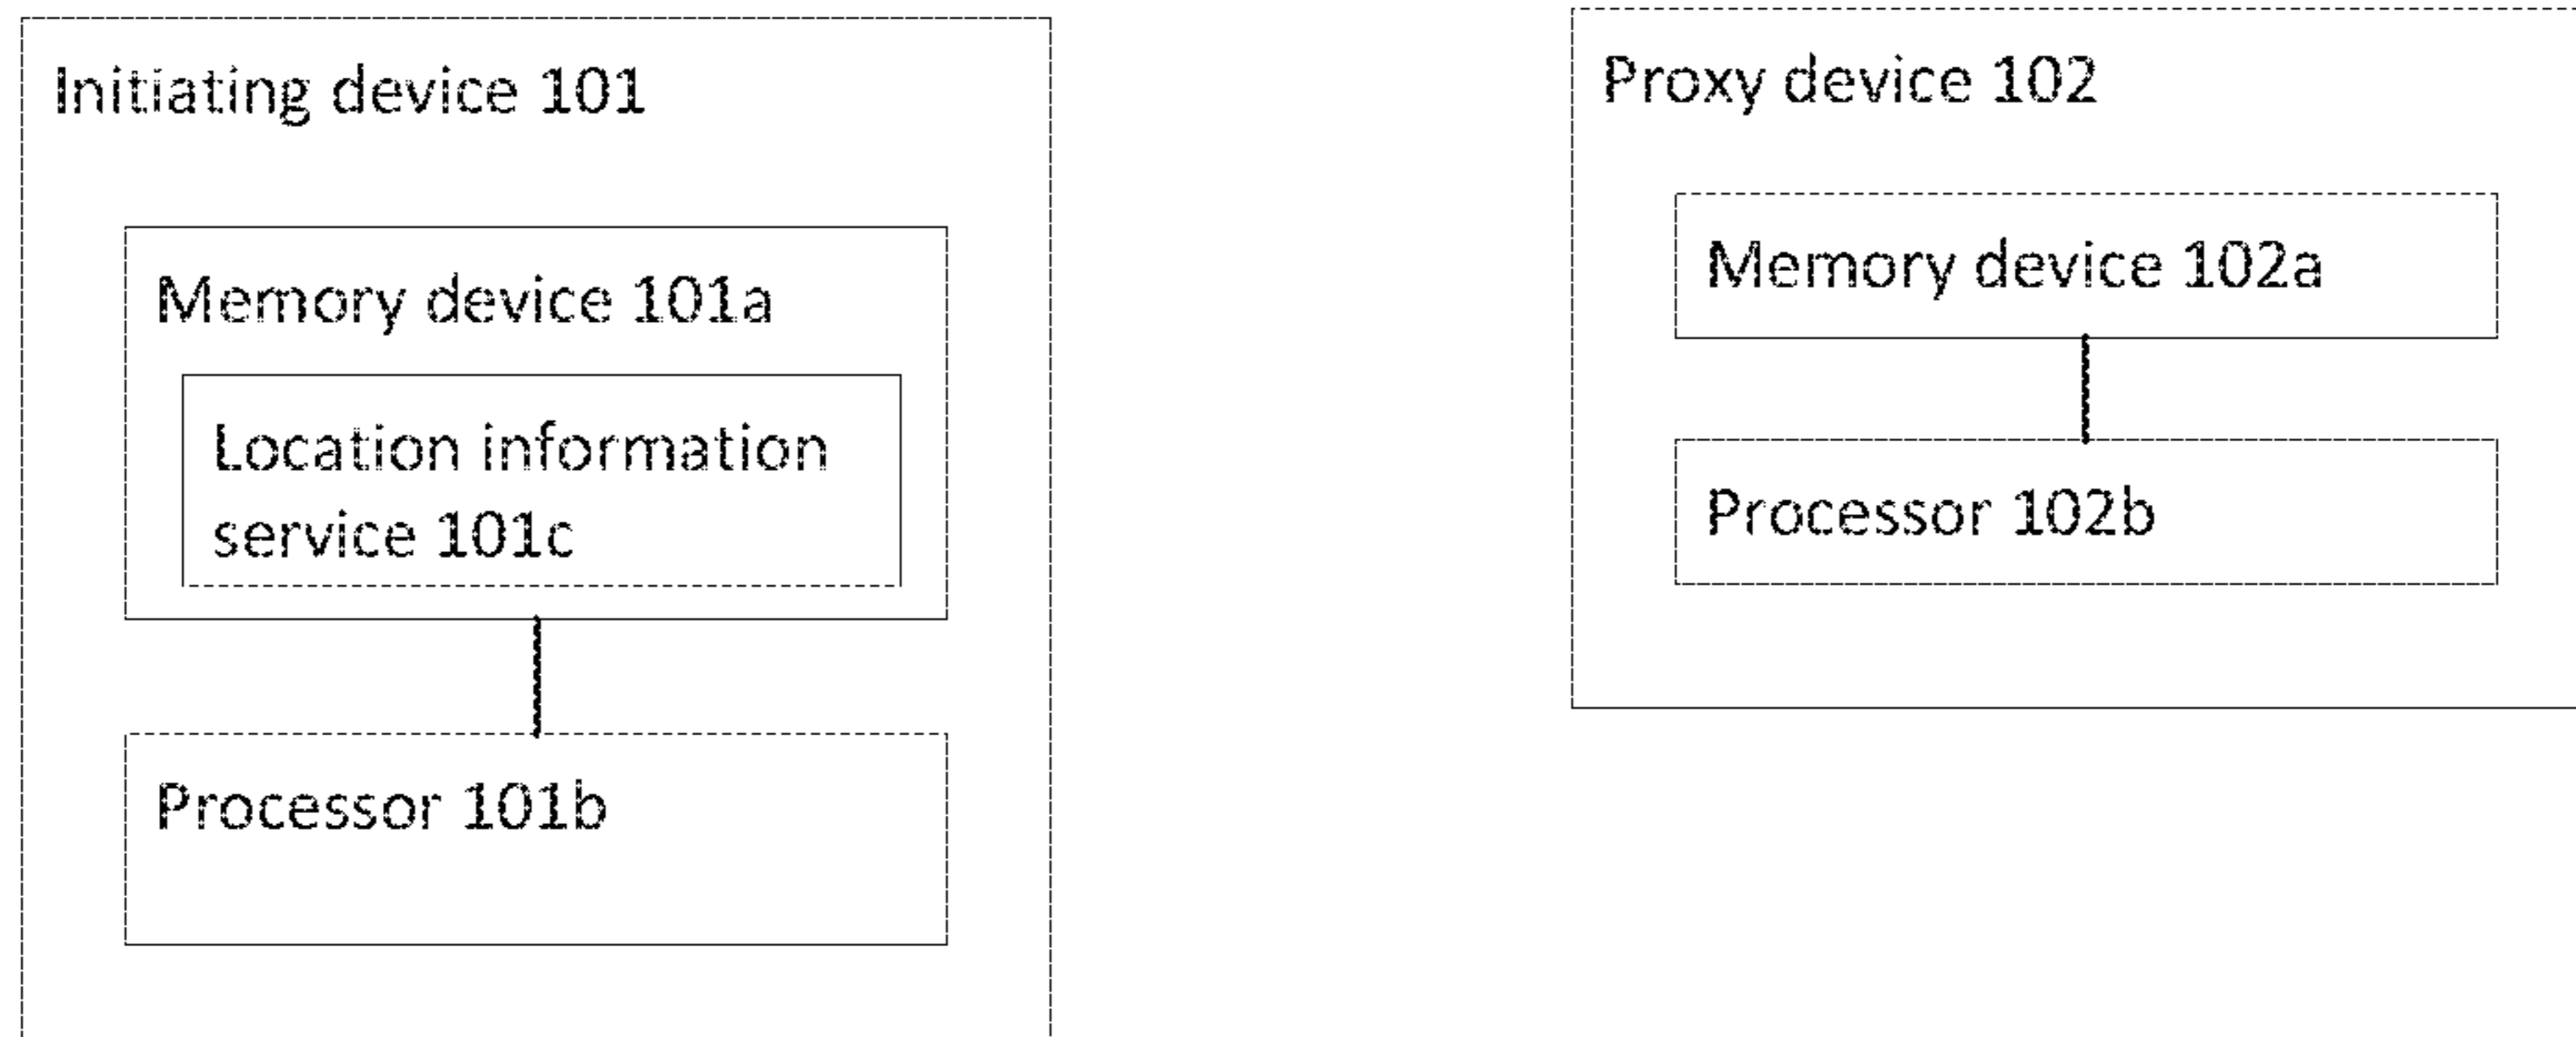 Initiating device 101
Memory device 101a
Location information
service 101c
Processor 101b
Proxy device 102
Memory device 102a
Processor 102b